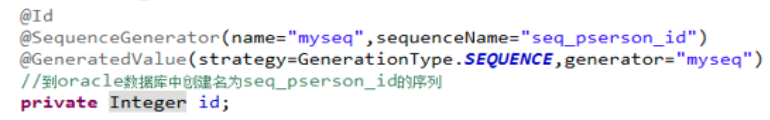 @Id
@SequenceGenerator(name="myseq",sequenceName="seq_pserson_id")
@GeneratedValue(strategy=GenerationType.SEQUENCE,generator="myseq")
//到oracle数据库中创建名为seq_pserson_id的序列
private Integer id;